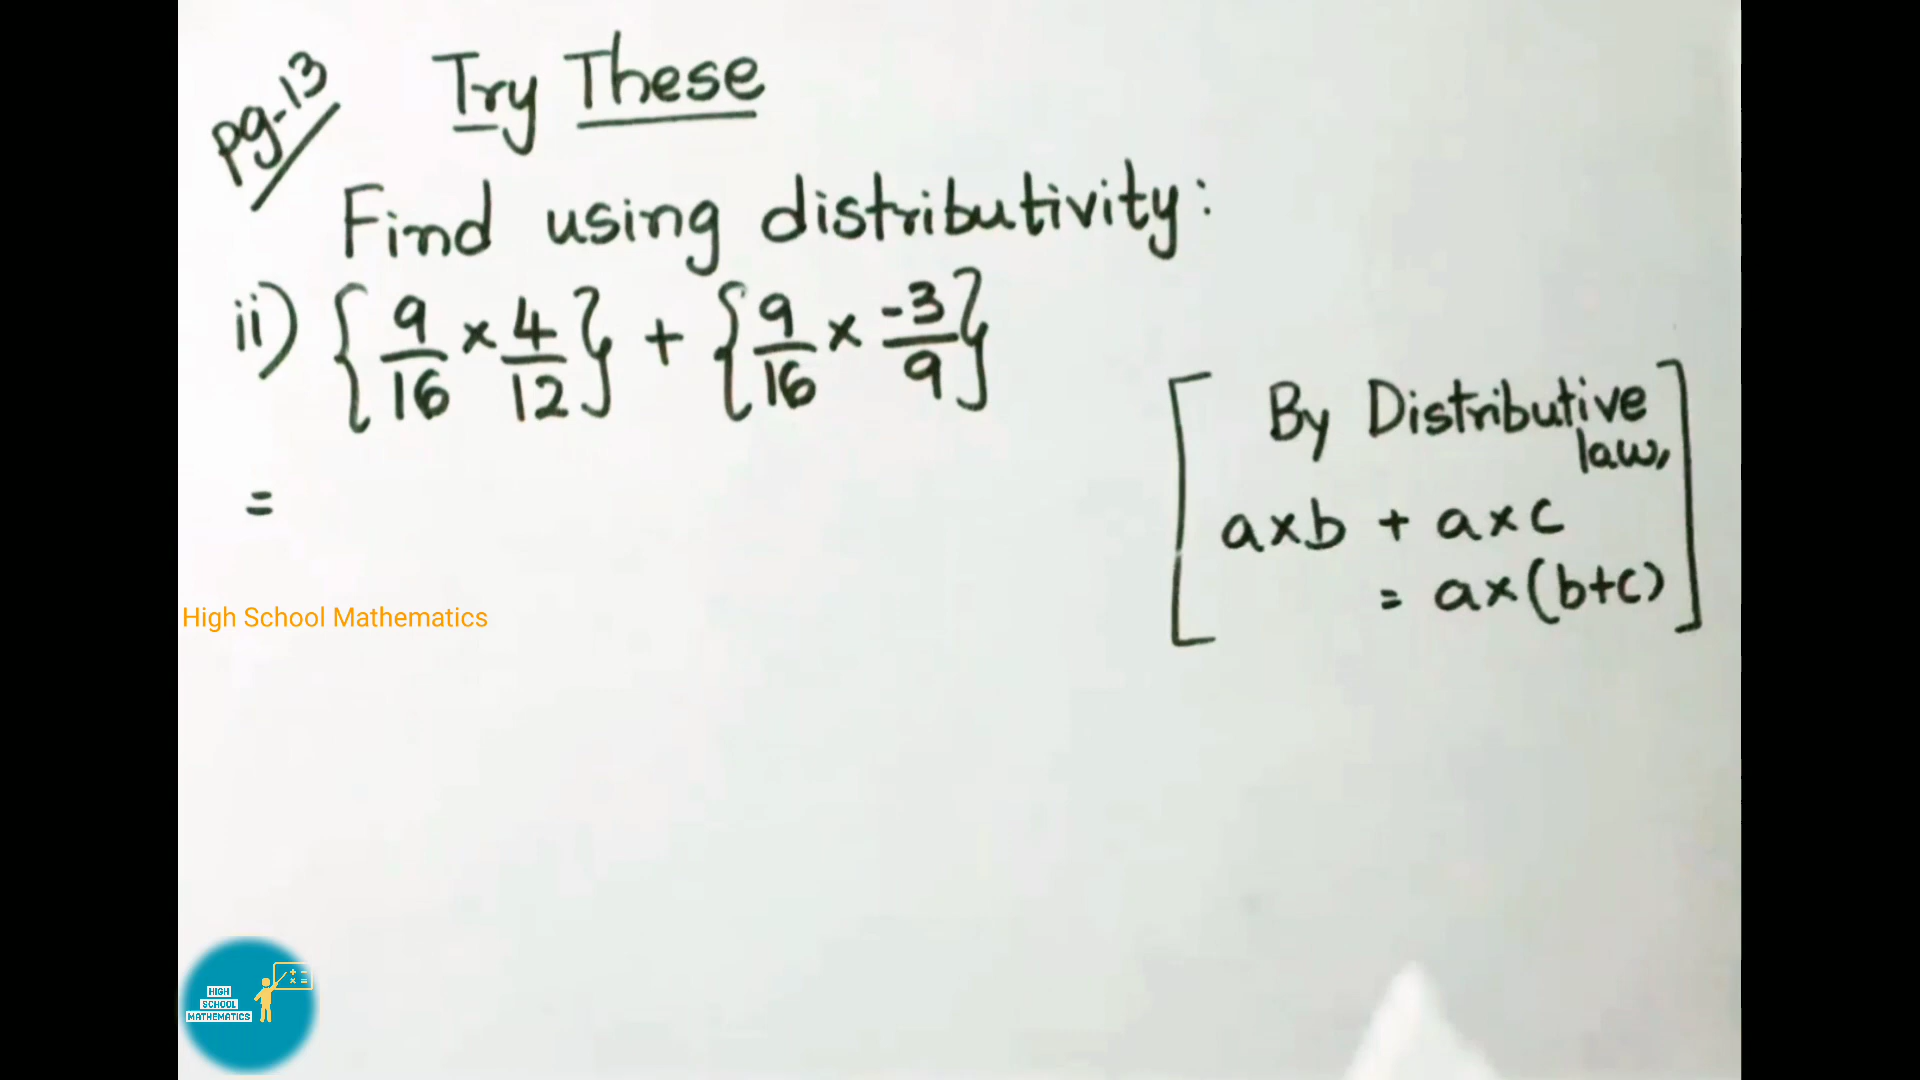 pg-13
Try These
Find using distributivity:
ii) {9/16 × 4/12} + {9/16 × -3/9}
=
[By Distributive
law,
a×b + a×c
= a×(b+c)]
High School Mathematics
HIGH
SCHOOL
MATHEMATICS